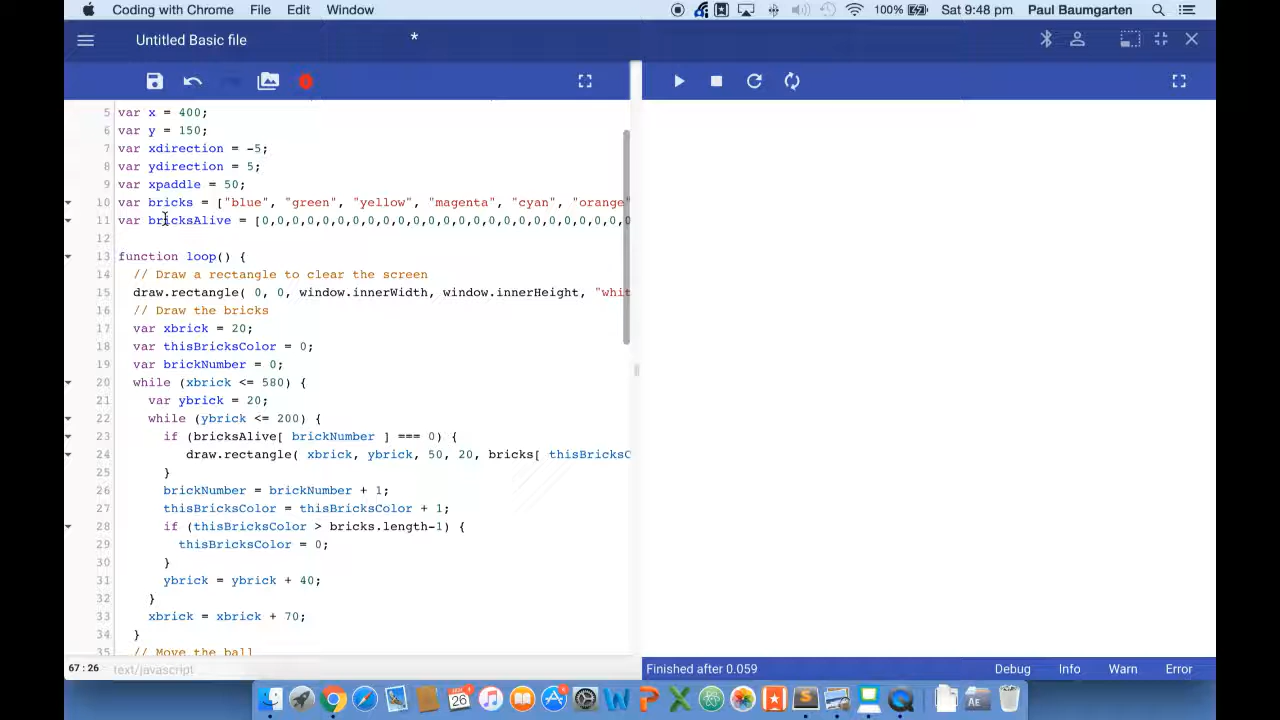 Coding with Chrome File Edit Window 100% Sat 9:48 pm Paul Baumgarten
Untitled Basic file *
5 var x = 400;
6 var y = 150;
7 var xdirection = -5;
8 var ydirection = 5;
9 var xpaddle = 50;
10 var bricks = ["blue", "green", "yellow", "magenta", "cyan", "orange"
11 var bricksAlive = [0,0,0,0,0,0,0,0,0,0,0,0,0,0,0,0,0,0,0,0,0,0,0,0,0
12
13 function loop() {
14 // Draw a rectangle to clear the screen
15 draw.rectangle( 0, 0, window.innerWidth, window.innerHeight, "whit
16 // Draw the bricks
17 var xbrick = 20;
18 var thisBricksColor = 0;
19 var brickNumber = 0;
20 while (xbrick <= 580) {
21 var ybrick = 20;
22 while (ybrick <= 200) {
23 if (bricksAlive[ brickNumber ] === 0) {
24 draw.rectangle( xbrick, ybrick, 50, 20, bricks[ thisBricksC
25 }
26 brickNumber = brickNumber + 1;
27 thisBricksColor = thisBricksColor + 1;
28 if (thisBricksColor > bricks.length-1) {
29 thisBricksColor = 0;
30 }
31 ybrick = ybrick + 40;
32 }
33 xbrick = xbrick + 70;
34 }
35 // Move the ball
67 : 26 text/javascript
Finished after 0.059 Debug Info Warn Error